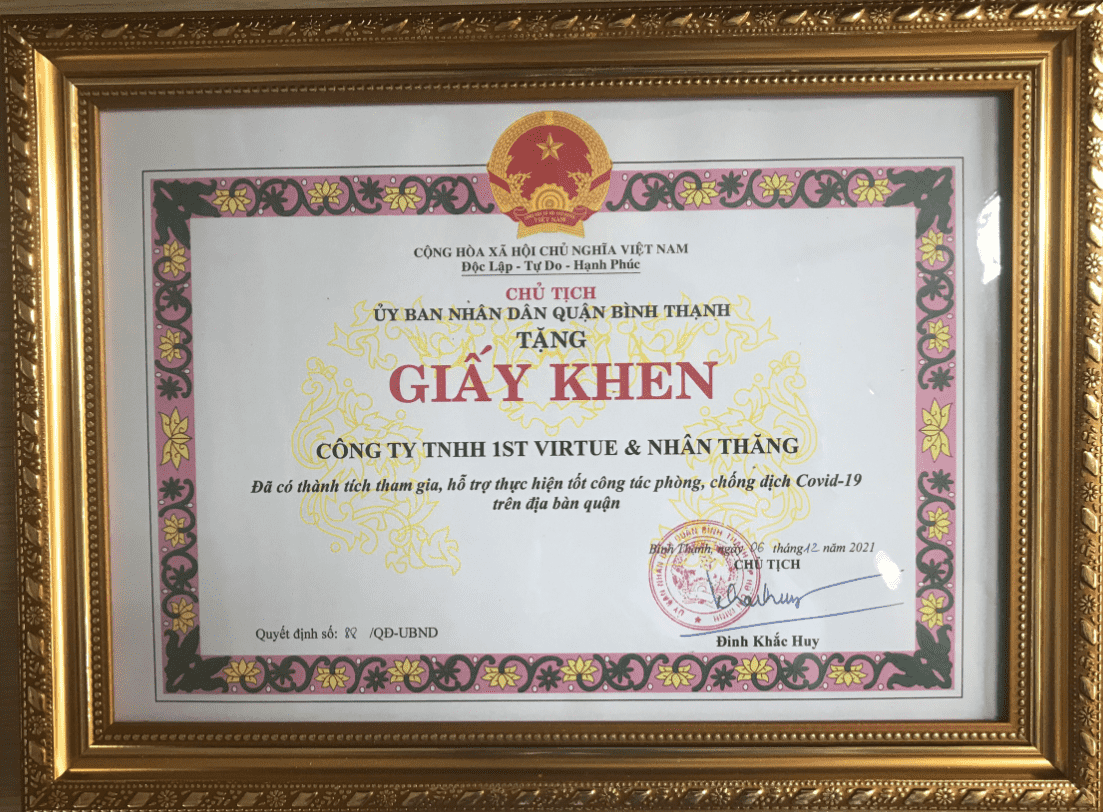 CỘNG HÒA XÃ HỘI CHỦ NGHĨA VIỆT NAM
Độc Lập - Tự Do - Hạnh Phúc
CHỦ TỊCH
ỦY BAN NHÂN DÂN QUẬN BÌNH THẠNH
TẶNG
GIẤY KHEN
CÔNG TY TNHH 1ST VIRTUE & NHÂN THĂNG
Đã có thành tích tham gia, hỗ trợ thực hiện tốt công tác phòng, chống dịch Covid-19
trên địa bàn quận
Bình Thạnh, ngày 06 tháng 12 năm 2021
CHỦ TỊCH
Quyết định số: /QĐ-UBND
Đinh Khắc Huy